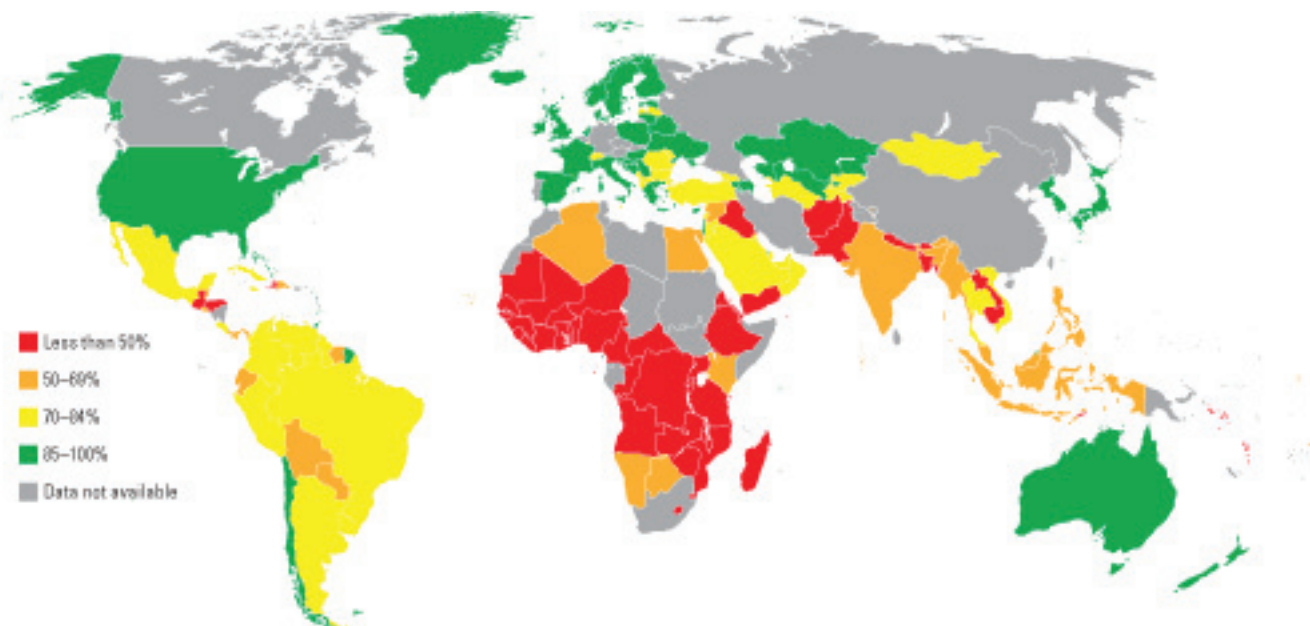 Less than 50%
50–69%
70–84%
85–100%
Data not available